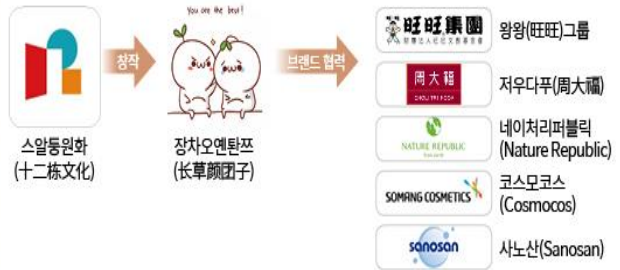 You are the best!
창작
브랜드 협력
스얼둥원화
(十二栋文化)
장차오옌퇀쯔
(长草颜团子)
旺旺集團
왕왕(旺旺)그룹
周大福
CHOW TAI FOOK
저우다푸(周大福)
NATURE REPUBLIC
네이처리퍼블릭
(Nature Republic)
SOMANG COSMETICS
코스모코스
(Cosmocos)
sanosan
사노산(Sanosan)